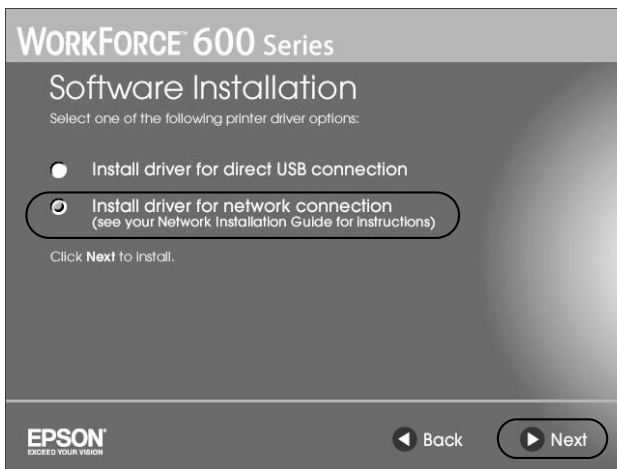 WORKFORCE™ 600 Series
Software Installation
Select one of the following printer driver options:
Install driver for direct USB connection
Install driver for network connection
(see your Network Installation Guide for instructions)
Click Next to install.
EPSON®
EXCEED YOUR VISION
Back
Next